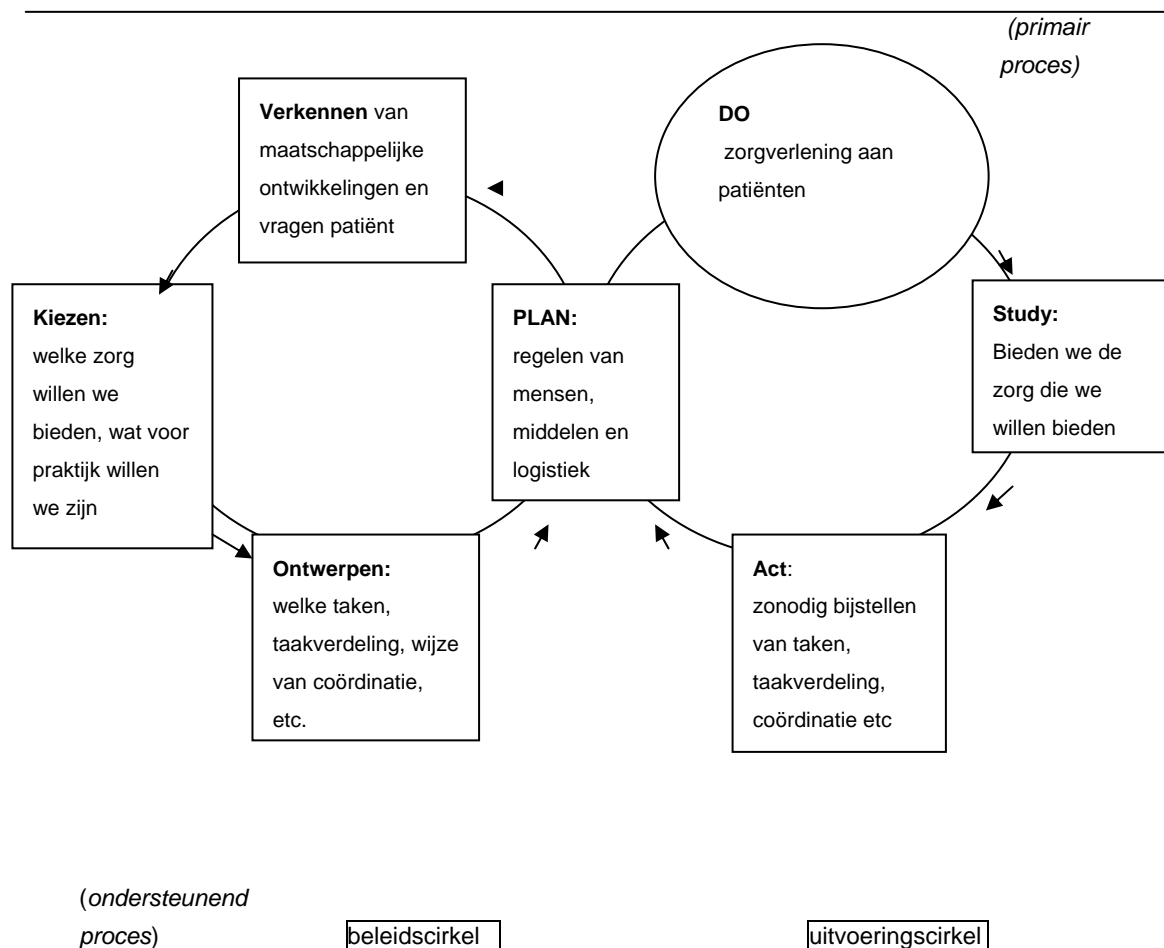 (primair
proces)
Verkennen van
maatschappelijke
ontwikkelingen en
vragen patiënt
DO
zorgverlening aan
patiënten
Kiezen:
welke zorg
willen we
bieden, wat voor
praktijk willen
we zijn
PLAN:
regelen van
mensen,
middelen en
logistiek
Study:
Bieden we de
zorg die we
willen bieden
Ontwerpen:
welke taken,
taakverdeling, wijze
van coördinatie,
etc.
Act:
zonodig bijstellen
van taken,
taakverdeling,
coördinatie etc
(ondersteunend
proces)
beleidscirkel
uitvoeringscirkel